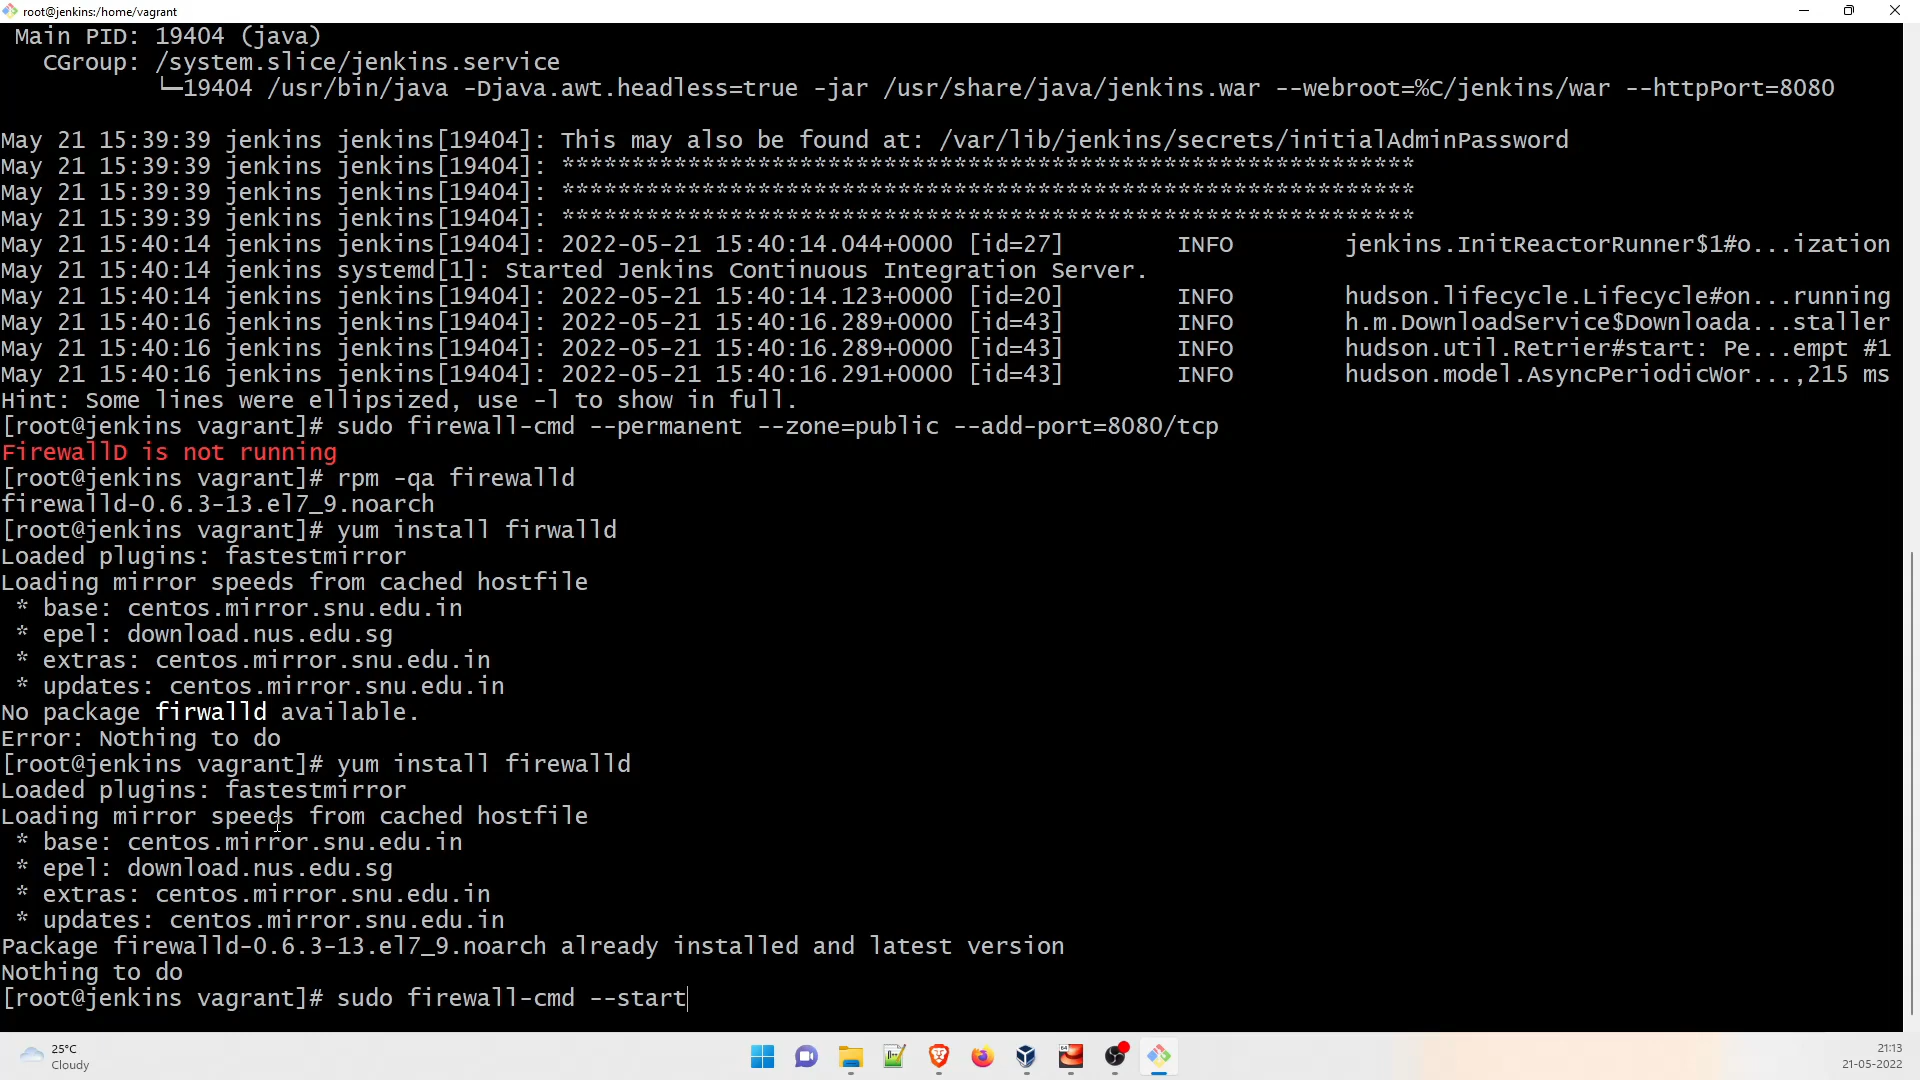 root@jenkins:/home/vagrant
Main PID: 19404 (java)
CGroup: /system.slice/jenkins.service
└─19404 /usr/bin/java -Djava.awt.headless=true -jar /usr/share/java/jenkins.war --webroot=%C/jenkins/war --httpPort=8080
May 21 15:39:39 jenkins jenkins[19404]: This may also be found at: /var/lib/jenkins/secrets/initialAdminPassword
May 21 15:39:39 jenkins jenkins[19404]: *************************************************************
May 21 15:39:39 jenkins jenkins[19404]: *************************************************************
May 21 15:39:39 jenkins jenkins[19404]: *************************************************************
May 21 15:40:14 jenkins jenkins[19404]: 2022-05-21 15:40:14.044+0000 [id=27] INFO jenkins.InitReactorRunner$1#o...ization
May 21 15:40:14 jenkins systemd[1]: Started Jenkins Continuous Integration Server.
May 21 15:40:14 jenkins jenkins[19404]: 2022-05-21 15:40:14.123+0000 [id=20] INFO hudson.lifecycle.Lifecycle#on...running
May 21 15:40:16 jenkins jenkins[19404]: 2022-05-21 15:40:16.289+0000 [id=43] INFO h.m.DownloadService$Downloada...staller
May 21 15:40:16 jenkins jenkins[19404]: 2022-05-21 15:40:16.289+0000 [id=43] INFO hudson.util.Retrier#start: Pe...empt #1
May 21 15:40:16 jenkins jenkins[19404]: 2022-05-21 15:40:16.291+0000 [id=43] INFO hudson.model.AsyncPeriodicWor...,215 ms
Hint: Some lines were ellipsized, use -l to show in full.
[root@jenkins vagrant]# sudo firewall-cmd --permanent --zone=public --add-port=8080/tcp
FirewallD is not running
[root@jenkins vagrant]# rpm -qa firewalld
firewalld-0.6.3-13.el7_9.noarch
[root@jenkins vagrant]# yum install firwalld
Loaded plugins: fastestmirror
Loading mirror speeds from cached hostfile
* base: centos.mirror.snu.edu.in
* epel: download.nus.edu.sg
* extras: centos.mirror.snu.edu.in
* updates: centos.mirror.snu.edu.in
No package firwalld available.
Error: Nothing to do
[root@jenkins vagrant]# yum install firewalld
Loaded plugins: fastestmirror
Loading mirror speeds from cached hostfile
* base: centos.mirror.snu.edu.in
* epel: download.nus.edu.sg
* extras: centos.mirror.snu.edu.in
* updates: centos.mirror.snu.edu.in
Package firewalld-0.6.3-13.el7_9.noarch already installed and latest version
Nothing to do
[root@jenkins vagrant]# sudo firewall-cmd --start
25°C
Cloudy
21:13
21-05-2022